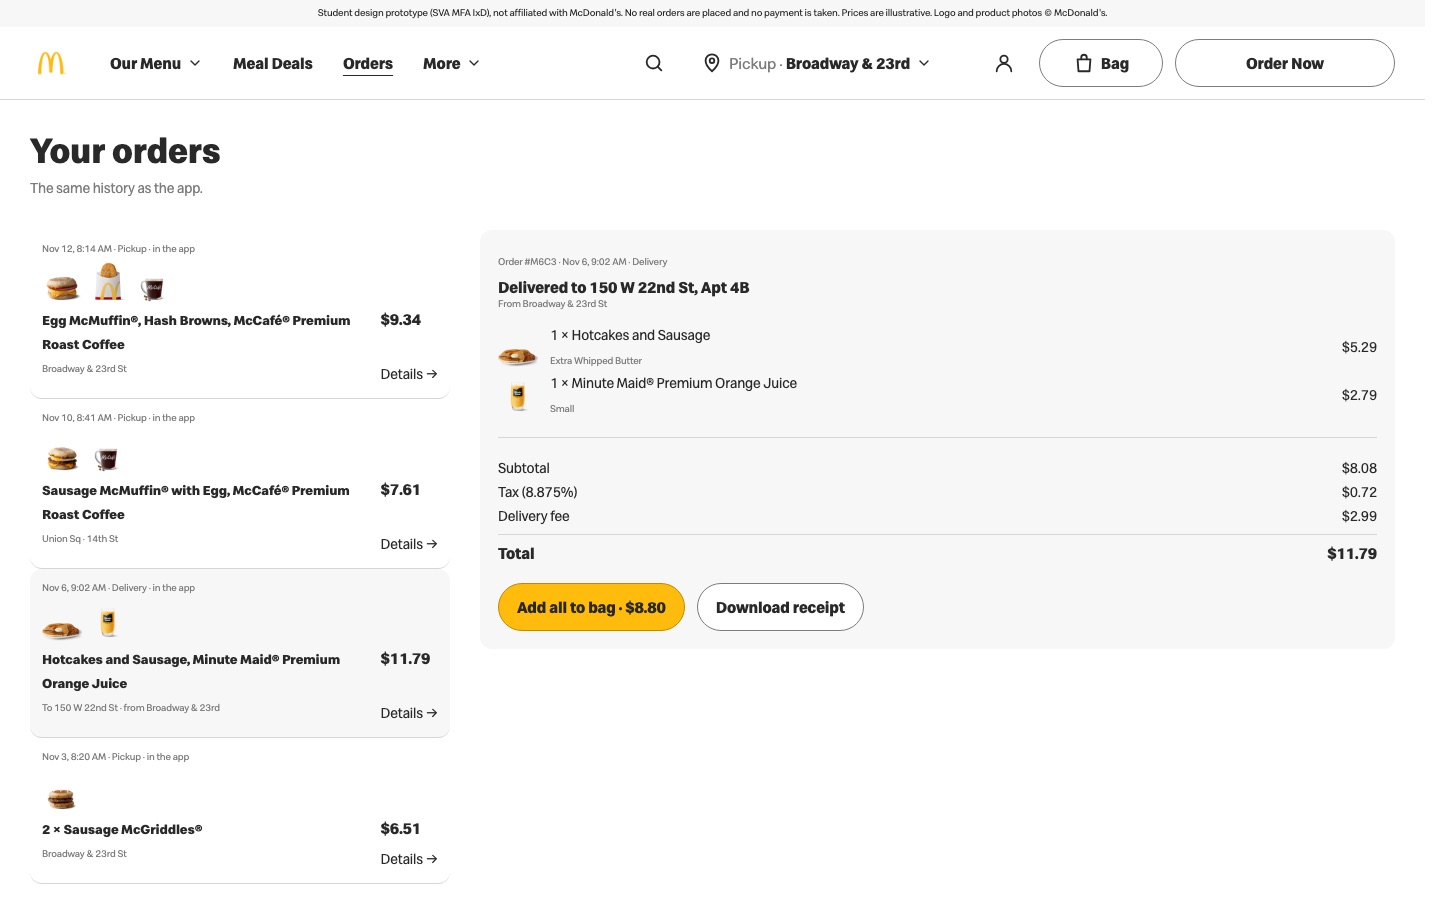 Student design prototype (SVA MFA IxD), not affiliated with McDonald's. No real orders are placed and no payment is taken. Prices are illustrative. Logo and product photos © McDonald's.
Our Menu
Meal Deals
Orders
More
Pickup · Broadway & 23rd
Bag
Order Now
Your orders
The same history as the app.
Nov 12, 8:14 AM · Pickup · in the app
Egg McMuffin®, Hash Browns, McCafé® Premium
Roast Coffee
$9.34
Broadway & 23rd St
Details →
Nov 10, 8:41 AM · Pickup · in the app
Sausage McMuffin® with Egg, McCafé® Premium
Roast Coffee
$7.61
Union Sq · 14th St
Details →
Nov 6, 9:02 AM · Delivery · in the app
Hotcakes and Sausage, Minute Maid® Premium
Orange Juice
$11.79
To 150 W 22nd St · from Broadway & 23rd
Details →
Nov 3, 8:20 AM · Pickup · in the app
2 × Sausage McGriddles®
$6.51
Broadway & 23rd St
Details →
Order #M6C3 · Nov 6, 9:02 AM · Delivery
Delivered to 150 W 22nd St, Apt 4B
From Broadway & 23rd St
1 × Hotcakes and Sausage
Extra Whipped Butter
$5.29
1 × Minute Maid® Premium Orange Juice
Small
$2.79
Subtotal
$8.08
Tax (8.875%)
$0.72
Delivery fee
$2.99
Total
$11.79
Add all to bag · $8.80
Download receipt